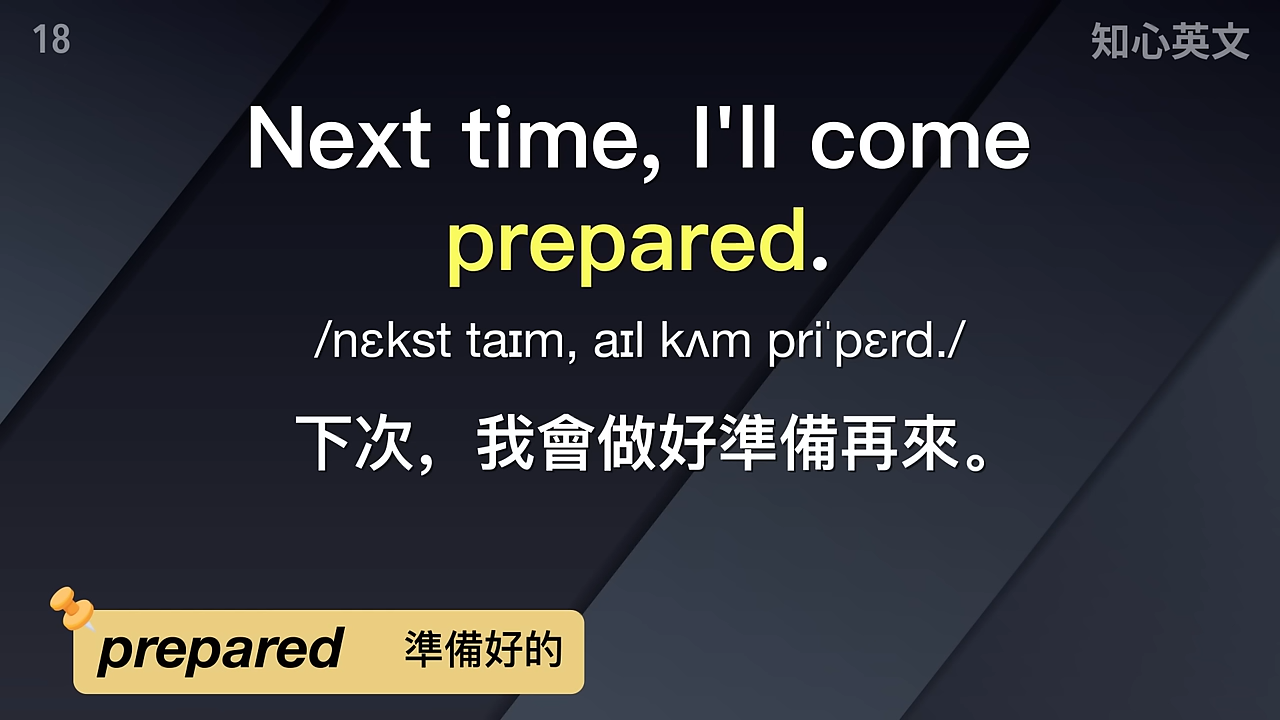 18
知心英文
Next time, I'll come
prepared.
/nɛkst taɪm, aɪl kʌm priˈpɛrd./
下次，我會做好準備再來。
prepared 準備好的